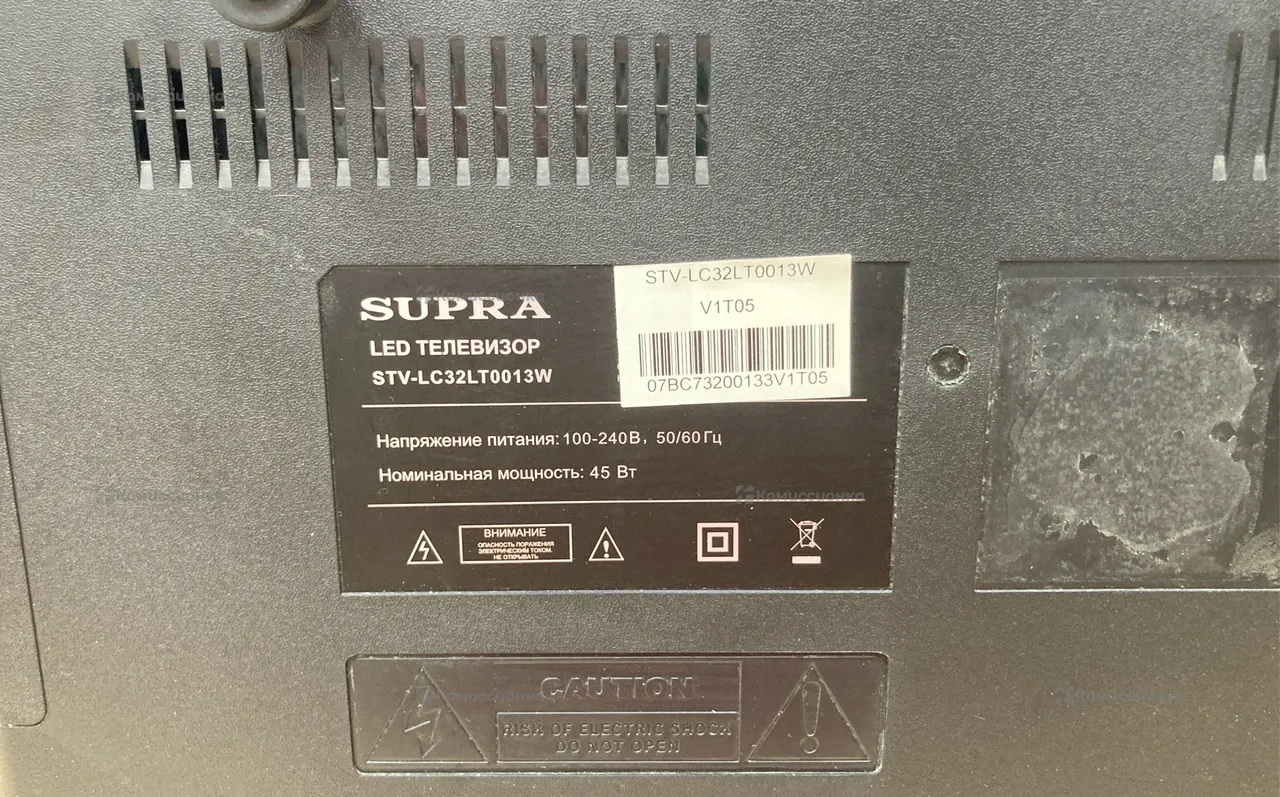 SUPRA
LED ТЕЛЕВИЗОР
STV-LC32LT0013W
STV-LC32LT0013W
V1T05
07BC73200133V1T05
Напряжение питания: 100-240В, 50/60Гц
Номинальная мощность: 45 Вт
ВНИМАНИЕ
ОПАСНОСТЬ ПОРАЖЕНИЯ
ЭЛЕКТРИЧЕСКИМ ТОКОМ.
НЕ ОТКРЫВАТЬ
Комиссионка
CAUTION
RISK OF ELECTRIC SHOCK
DO NOT OPEN